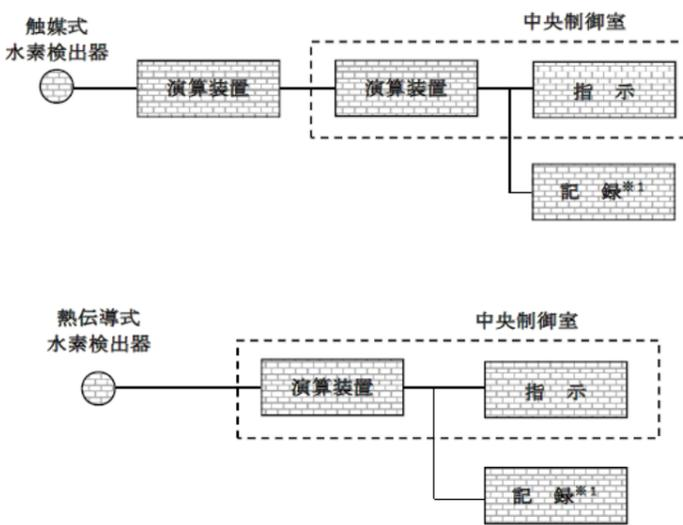 触媒式
水素検出器
中央制御室
演算装置
演算装置
指 示
記 録※1
熱伝導式
水素検出器
中央制御室
演算装置
指 示
記 録※1